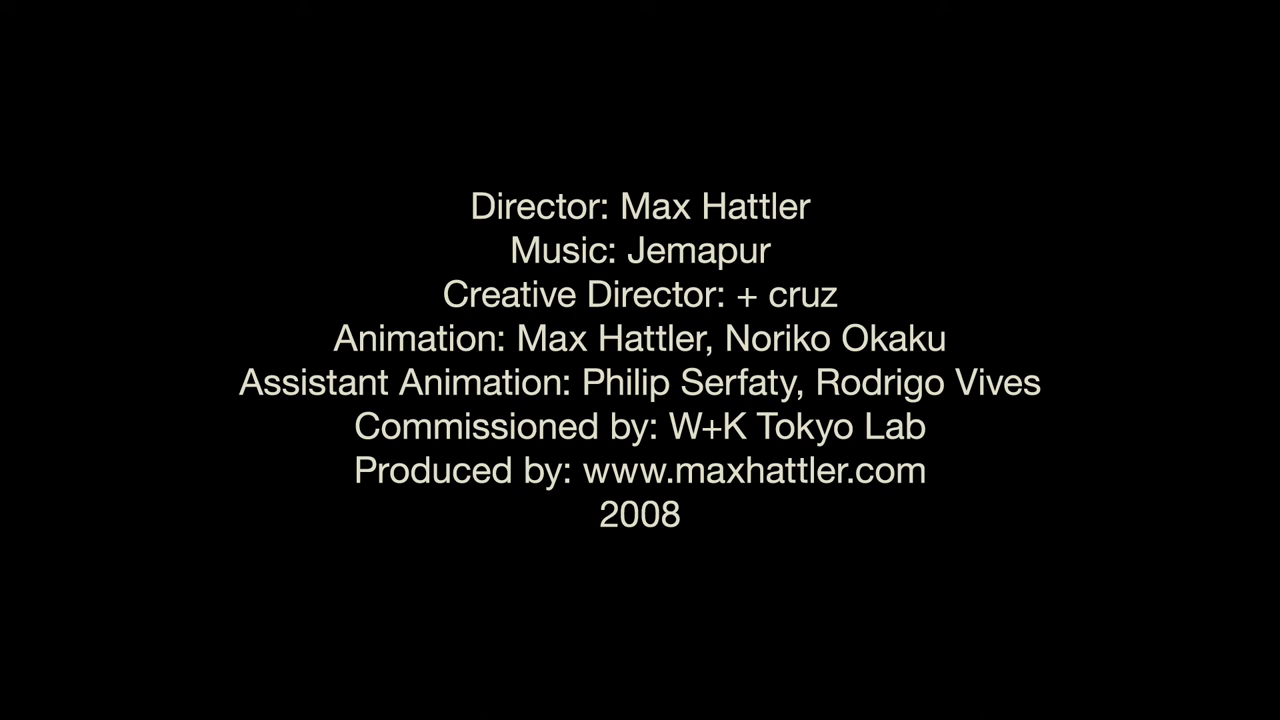 Director: Max Hattler
Music: Jemapur
Creative Director: + cruz
Animation: Max Hattler, Noriko Okaku
Assistant Animation: Philip Serfaty, Rodrigo Vives
Commissioned by: W+K Tokyo Lab
Produced by: www.maxhattler.com
2008